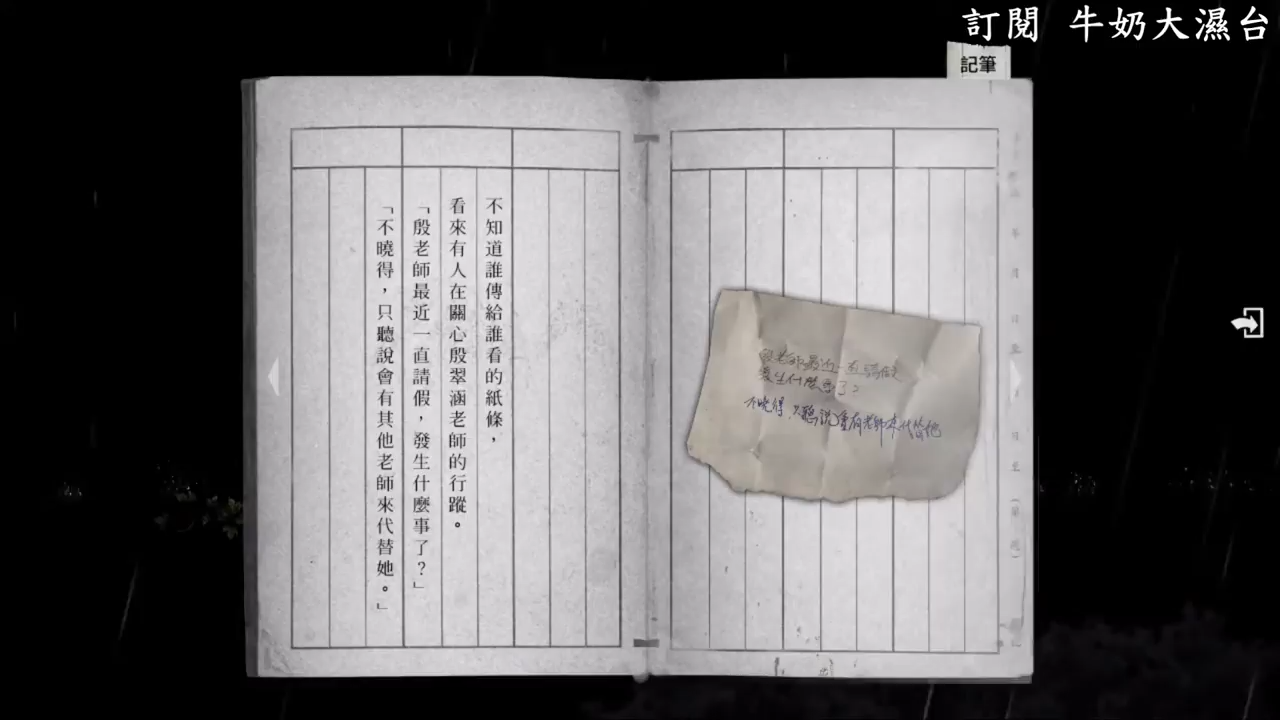 訂閱 牛奶大濕台
記筆
不知道誰傳給誰看的紙條，
看來有人在關心殷翠涵老師的行蹤。
「殷老師最近一直請假，發生什麼事了？」
「不曉得，只聽說會有其他老師來代替她。」
殷老師最近一直請假
發生什麼事了？
不曉得，只聽說會有老師來代替她